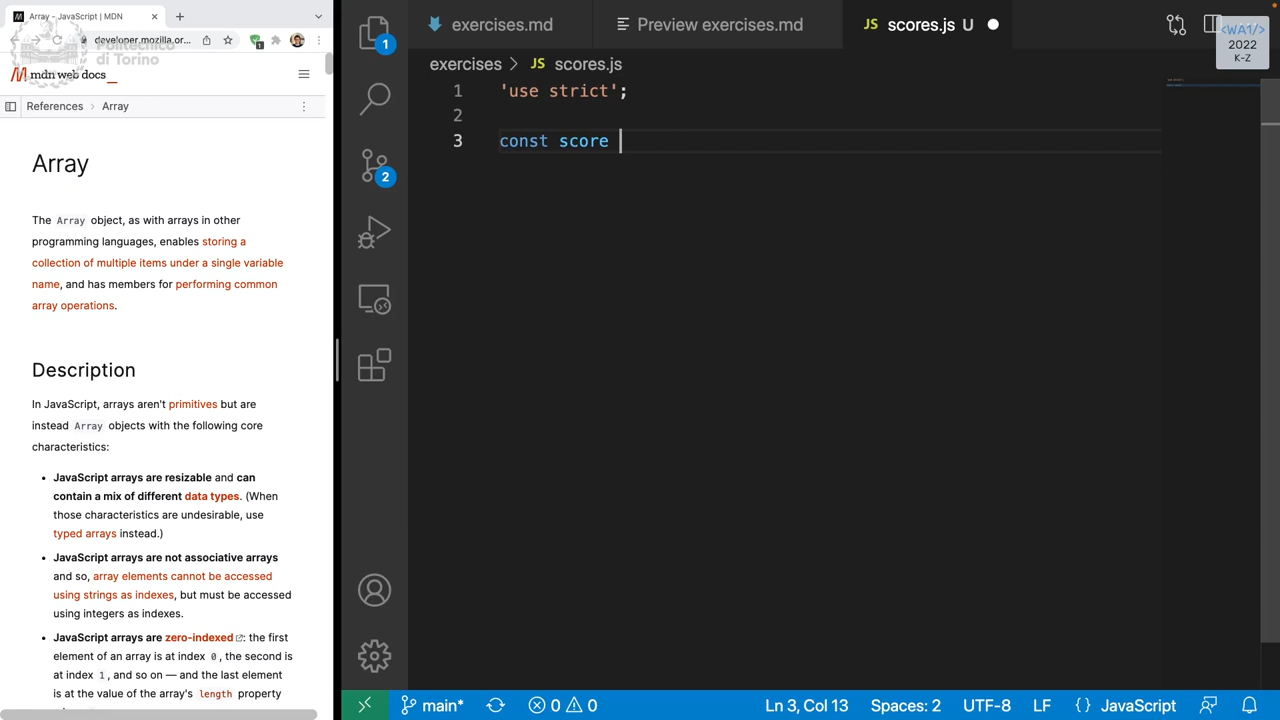 Array - JavaScript | MDN
developer.mozilla.or...
1
Politecnico
di Torino
mdn web docs_
References > Array
Array
The Array object, as with arrays in other
programming languages, enables storing a
collection of multiple items under a single variable
name, and has members for performing common
array operations.
Description
In JavaScript, arrays aren't primitives but are
instead Array objects with the following core
characteristics:
• JavaScript arrays are resizable and can
contain a mix of different data types. (When
those characteristics are undesirable, use
typed arrays instead.)
• JavaScript arrays are not associative arrays
and so, array elements cannot be accessed
using strings as indexes, but must be accessed
using integers as indexes.
• JavaScript arrays are zero-indexed: the first
element of an array is at index 0, the second is
at index 1, and so on — and the last element
is at the value of the array's length property
1
2
exercises.md
Preview exercises.md
JS scores.js U
<WA1/>
2022
K-Z
exercises > JS scores.js
1 'use strict';
2
3 const score
main*
0 0
Ln 3, Col 13
Spaces: 2
UTF-8
LF
{} JavaScript